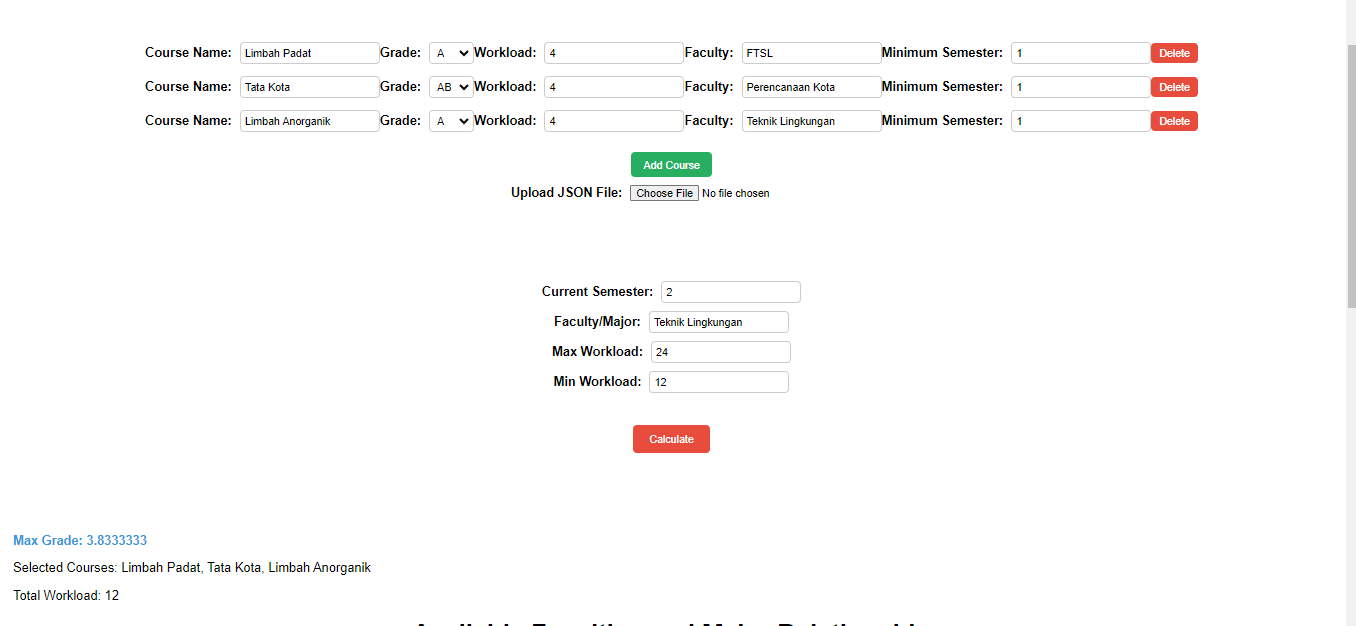 Course Name: Limbah Padat Grade: A Workload: 4 Faculty: FTSL Minimum Semester: 1 Delete
Course Name: Tata Kota Grade: AB Workload: 4 Faculty: Perencanaan Kota Minimum Semester: 1 Delete
Course Name: Limbah Anorganik Grade: A Workload: 4 Faculty: Teknik Lingkungan Minimum Semester: 1 Delete
Add Course
Upload JSON File: Choose File No file chosen
Current Semester: 2
Faculty/Major: Teknik Lingkungan
Max Workload: 24
Min Workload: 12
Calculate
Max Grade: 3.8333333
Selected Courses: Limbah Padat, Tata Kota, Limbah Anorganik
Total Workload: 12